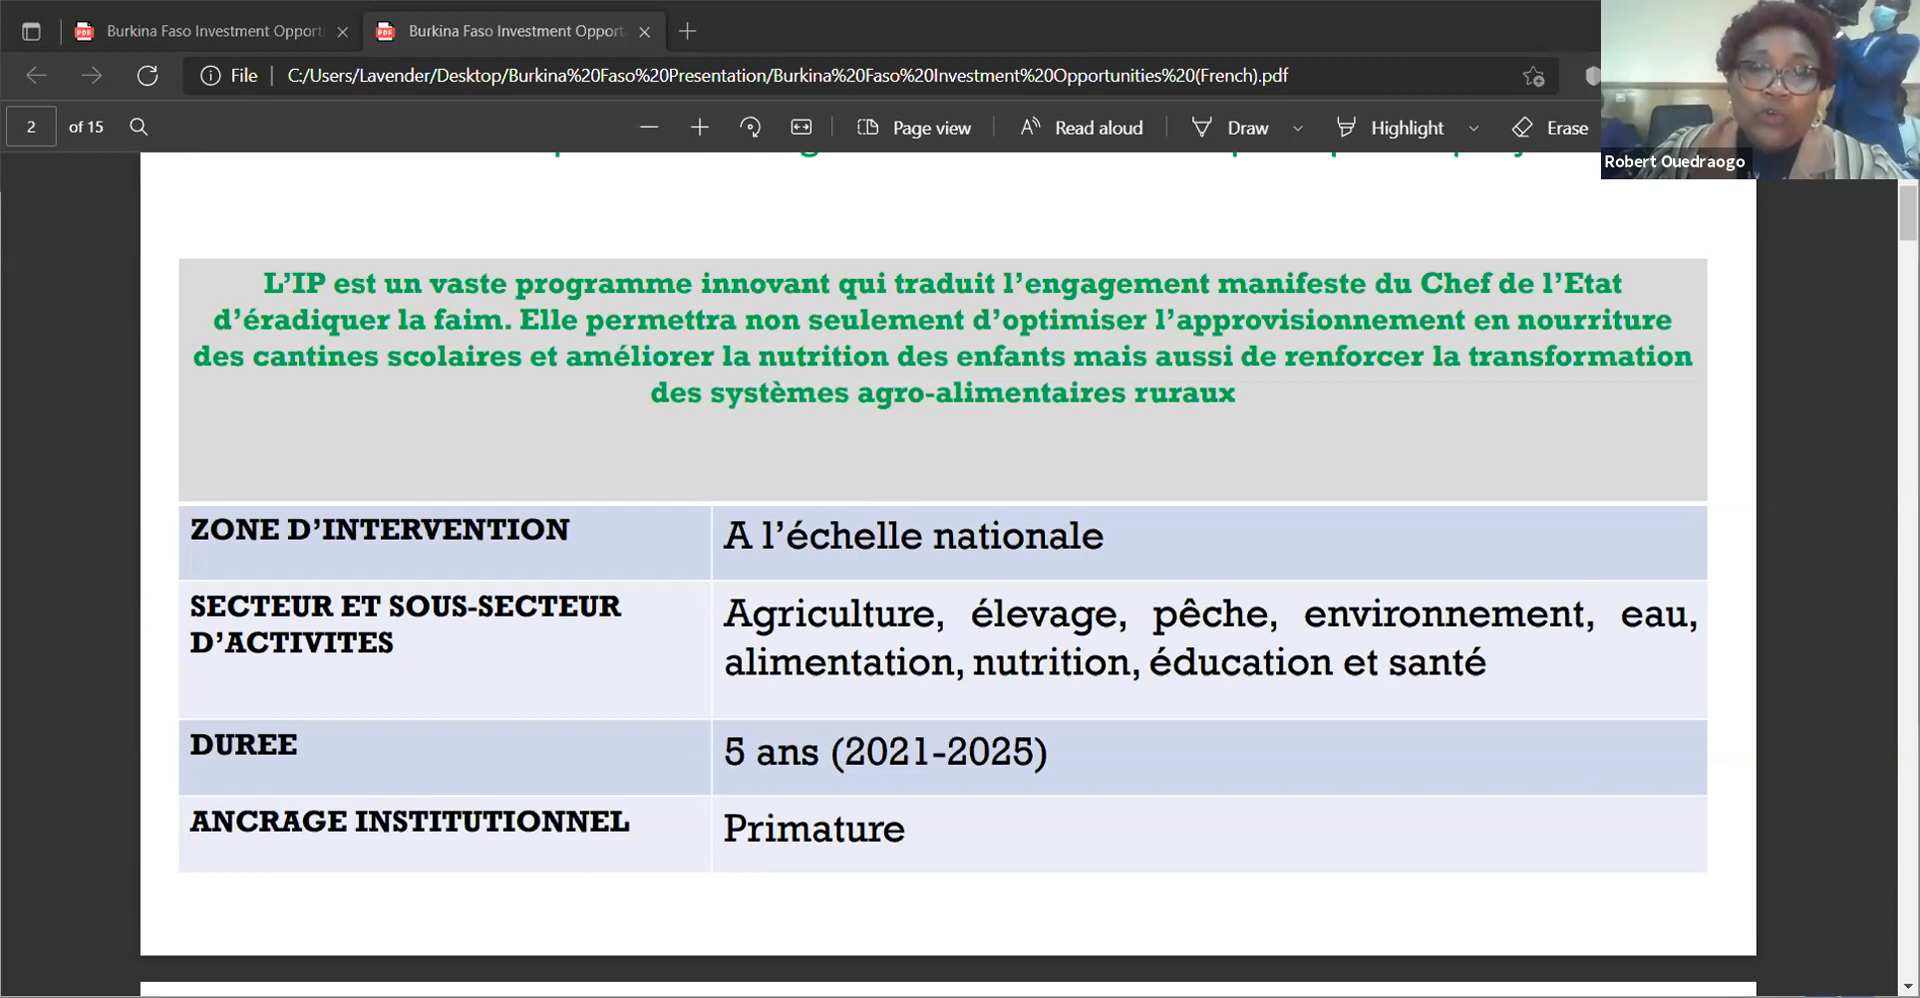 Burkina Faso Investment Opport
Burkina Faso Investment Opport
File
C:/Users/Lavender/Desktop/Burkina%20Faso%20Presentation/Burkina%20Faso%20Investment%20Opportunities%20(French).pdf
2 of 15
Page view
Read aloud
Draw
Highlight
Erase
Robert Ouedraogo
L’IP est un vaste programme innovant qui traduit l’engagement manifeste du Chef de l’Etat
d’éradiquer la faim. Elle permettra non seulement d’optimiser l’approvisionnement en nourriture
des cantines scolaires et améliorer la nutrition des enfants mais aussi de renforcer la transformation
des systèmes agro-alimentaires ruraux
ZONE D’INTERVENTION
A l’échelle nationale
SECTEUR ET SOUS-SECTEUR
D’ACTIVITES
Agriculture, élevage, pêche, environnement, eau,
alimentation, nutrition, éducation et santé
DUREE
5 ans (2021-2025)
ANCRAGE INSTITUTIONNEL
Primature